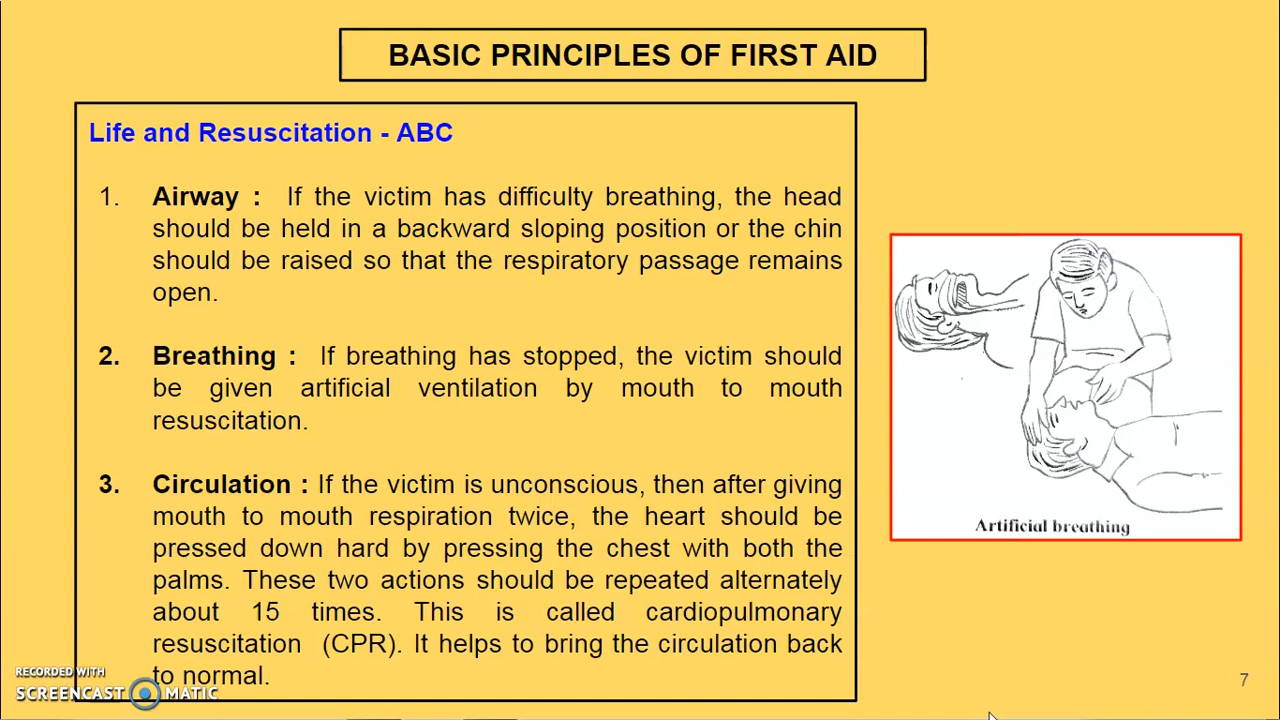 BASIC PRINCIPLES OF FIRST AID
Life and Resuscitation - ABC
1. Airway : If the victim has difficulty breathing, the head
should be held in a backward sloping position or the chin
should be raised so that the respiratory passage remains
open.
2. Breathing : If breathing has stopped, the victim should
be given artificial ventilation by mouth to mouth
resuscitation.
3. Circulation : If the victim is unconscious, then after giving
mouth to mouth respiration twice, the heart should be
pressed down hard by pressing the chest with both the
palms. These two actions should be repeated alternately
about 15 times. This is called cardiopulmonary
resuscitation (CPR). It helps to bring the circulation back
to normal.
Artificial breathing
RECORDED WITH
SCREENCAST MATIC
7